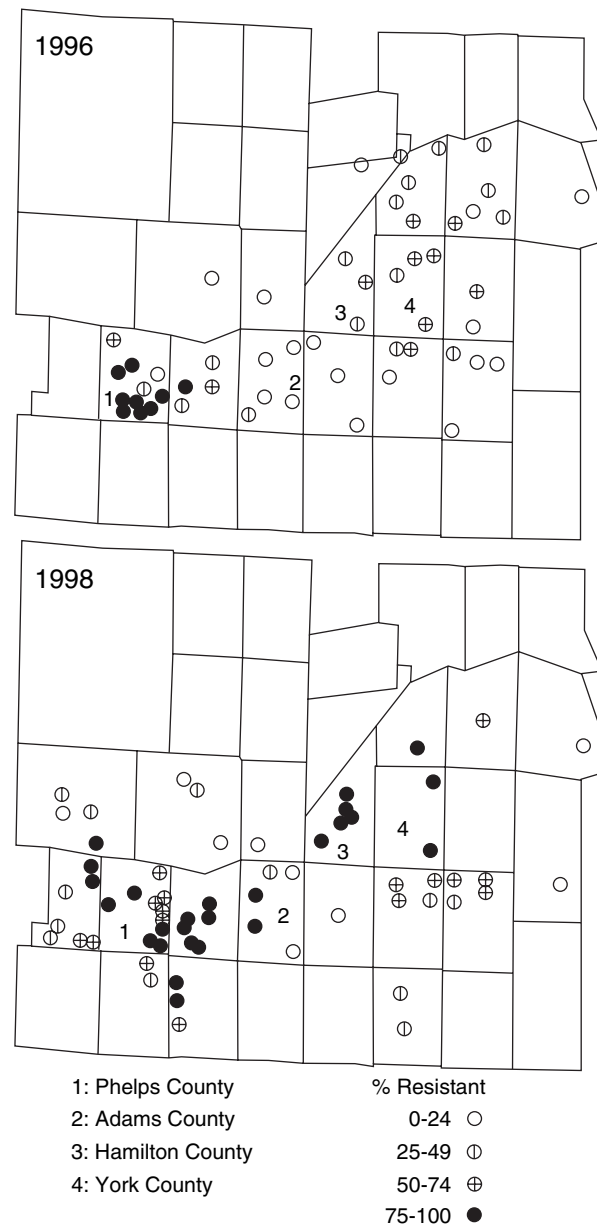 1996
3
4
2
1
1998
4
3
2
1
1: Phelps County
2: Adams County
3: Hamilton County
4: York County
% Resistant
0-24
25-49
50-74
75-100